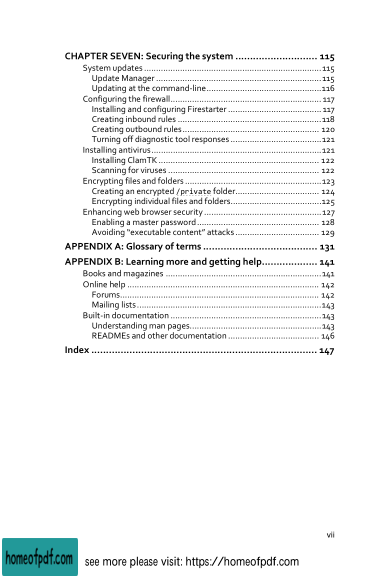 CHAPTER SEVEN: Securing the system ............................ 115
System updates ............................................................ 115
Update Manager ........................................................ 115
Updating at the command-line ................................... 116
Configuring the firewall ................................................. 117
Installing and configuring Firestarter ........................... 117
Creating inbound rules ............................................... 118
Creating outbound rules ............................................. 120
Turning off diagnostic tool responses .......................... 121
Installing antivirus ......................................................... 121
Installing ClamTK ....................................................... 122
Scanning for viruses ................................................... 122
Encrypting files and folders ............................................ 123
Creating an encrypted /private folder......................... 124
Encrypting individual files and folders......................... 125
Enhancing web browser security .................................... 127
Enabling a master password ....................................... 128
Avoiding “executable content” attacks ........................ 129
APPENDIX A: Glossary of terms ................................... 131
APPENDIX B: Learning more and getting help................... 141
Books and magazines .................................................... 141
Online help ................................................................... 142
Forums...................................................................... 142
Mailing lists ............................................................... 143
Built-in documentation .................................................. 143
Understanding man pages........................................... 143
READMEs and other documentation ........................... 146
Index ....................................................................... 147
vii
homeofpdf.com
see more please visit: https://homeofpdf.com